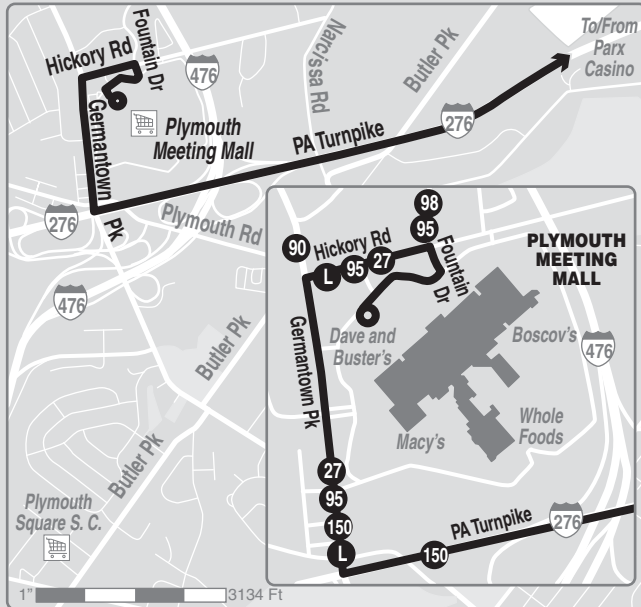 Hickory Rd
Fountain Dr
476
Narcissa Rd
Butler Pk
To/From
Parx
Casino
Plymouth
Meeting Mall
Germantown
Pk
PA Turnpike
276
276
Plymouth Rd
476
Butler Pk
Butler Pk
Plymouth
Square S. C.
1"
3134 Ft
98
95
90
Hickory Rd
L
95
27
Fountain
Dr
PLYMOUTH
MEETING
MALL
Germantown Pk
Dave and
Buster's
Boscov's
476
Macy's
Whole
Foods
27
95
150
L
150
PA Turnpike
276